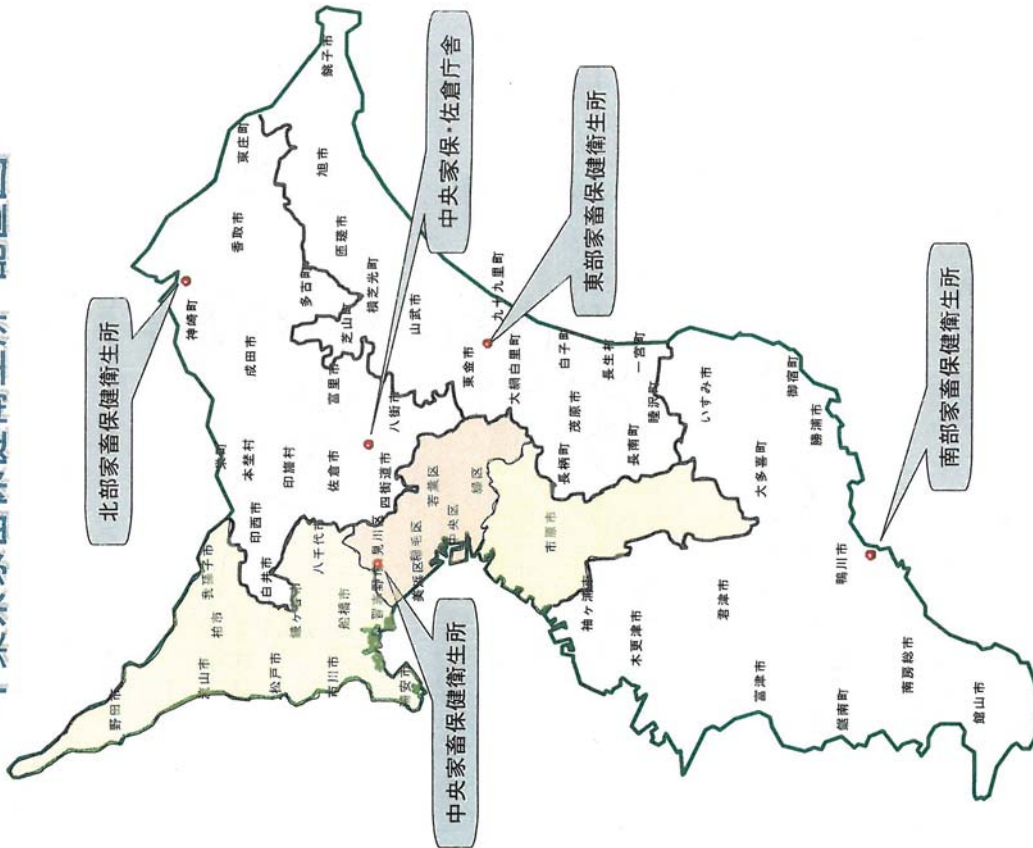 北部家畜保健衛生所
中央家保・佐倉庁舎
東部家畜保健衛生所
南部家畜保健衛生所
中央家畜保健衛生所
銚子市
東庄町
旭市
香取市
匝瑳市
多古町
横芝光町
神崎町
芝山町
山武市
九十九里町
成田市
富里市
東金市
大網白里町
白子町
長生村
一宮町
栄町
本埜村
印旛村
佐倉市
八街市
四街道市
茂原市
長柄町
長南町
睦沢町
いすみ市
御宿町
勝浦市
大多喜町
印西市
白井市
八千代市
若葉区
緑区
稲毛区
中央区
美浜区
市原市
我孫子市
柏市
鎌ケ谷市
船橋市
習志野市
野田市
流山市
松戸市
市川市
浦安市
袖ケ浦市
木更津市
君津市
富津市
鴨川市
鋸南町
南房総市
館山市